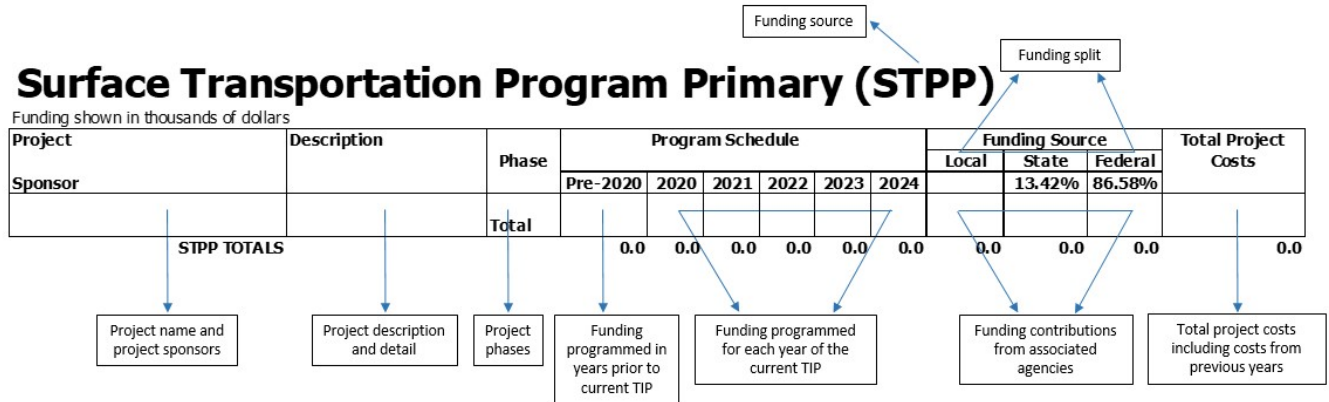 Funding source
Funding split
Surface Transportation Program Primary (STPP)
Funding shown in thousands of dollars
Project Description Program Schedule Funding Source Total Project
Phase Local State Federal Costs
Sponsor Pre-2020 2020 2021 2022 2023 2024 13.42% 86.58%
Total
STPP TOTALS 0.0 0.0 0.0 0.0 0.0 0.0 0.0 0.0 0.0 0.0
Project name and
project sponsors
Project description
and detail
Project
phases
Funding
programmed in
years prior to
current TIP
Funding programmed
for each year of the
current TIP
Funding contributions
from associated
agencies
Total project costs
including costs from
previous years